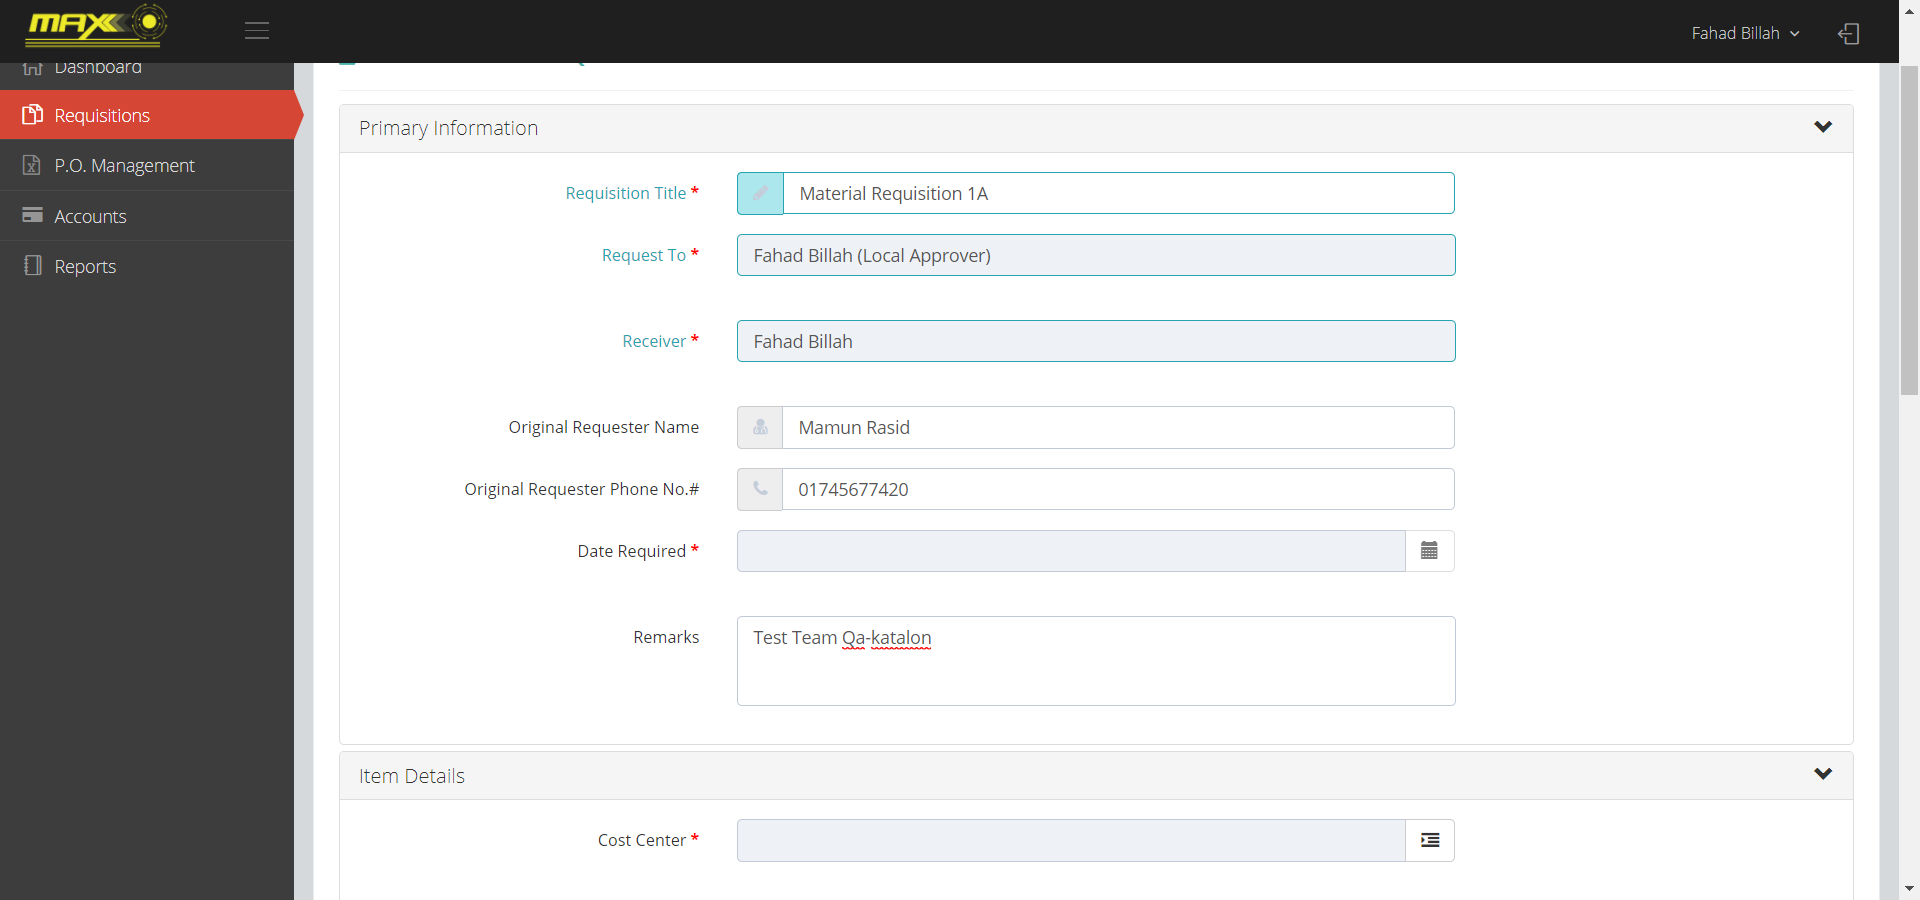 MAX
Fahad Billah
Dashboard
Requisitions
P.O. Management
Accounts
Reports
Primary Information
Requisition Title *
Material Requisition 1A
Request To *
Fahad Billah (Local Approver)
Receiver *
Fahad Billah
Original Requester Name
Mamun Rasid
Original Requester Phone No.#
01745677420
Date Required *
Remarks
Test Team Qa-katalon
Item Details
Cost Center *